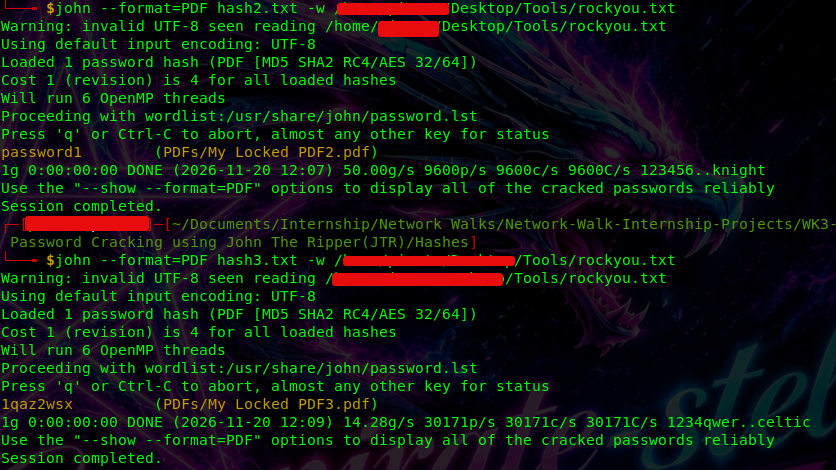 └──╼ $john --format=PDF hash2.txt -w /Desktop/Tools/rockyou.txt
Warning: invalid UTF-8 seen reading /home/ /Desktop/Tools/rockyou.txt
Using default input encoding: UTF-8
Loaded 1 password hash (PDF [MD5 SHA2 RC4/AES 32/64])
Cost 1 (revision) is 4 for all loaded hashes
Will run 6 OpenMP threads
Proceeding with wordlist:/usr/share/john/password.lst
Press 'q' or Ctrl-C to abort, almost any other key for status
password1        (PDFs/My Locked PDF2.pdf)
1g 0:00:00:00 DONE (2026-11-20 12:07) 50.00g/s 9600p/s 9600c/s 9600C/s 123456..knight
Use the "--show --format=PDF" options to display all of the cracked passwords reliably
Session completed.
┌─[ ]─[~/Documents/Internship/Network Walks/Network-Walk-Internship-Projects/WK3-
 Password Cracking using John The Ripper(JTR)/Hashes]
└──╼ $john --format=PDF hash3.txt -w / /Tools/rockyou.txt
Warning: invalid UTF-8 seen reading / /Tools/rockyou.txt
Using default input encoding: UTF-8
Loaded 1 password hash (PDF [MD5 SHA2 RC4/AES 32/64])
Cost 1 (revision) is 4 for all loaded hashes
Will run 6 OpenMP threads
Proceeding with wordlist:/usr/share/john/password.lst
Press 'q' or Ctrl-C to abort, almost any other key for status
1qaz2wsx         (PDFs/My Locked PDF3.pdf)
1g 0:00:00:00 DONE (2026-11-20 12:09) 14.28g/s 30171p/s 30171c/s 30171C/s 1234qwer..celtic
Use the "--show --format=PDF" options to display all of the cracked passwords reliably
Session completed.